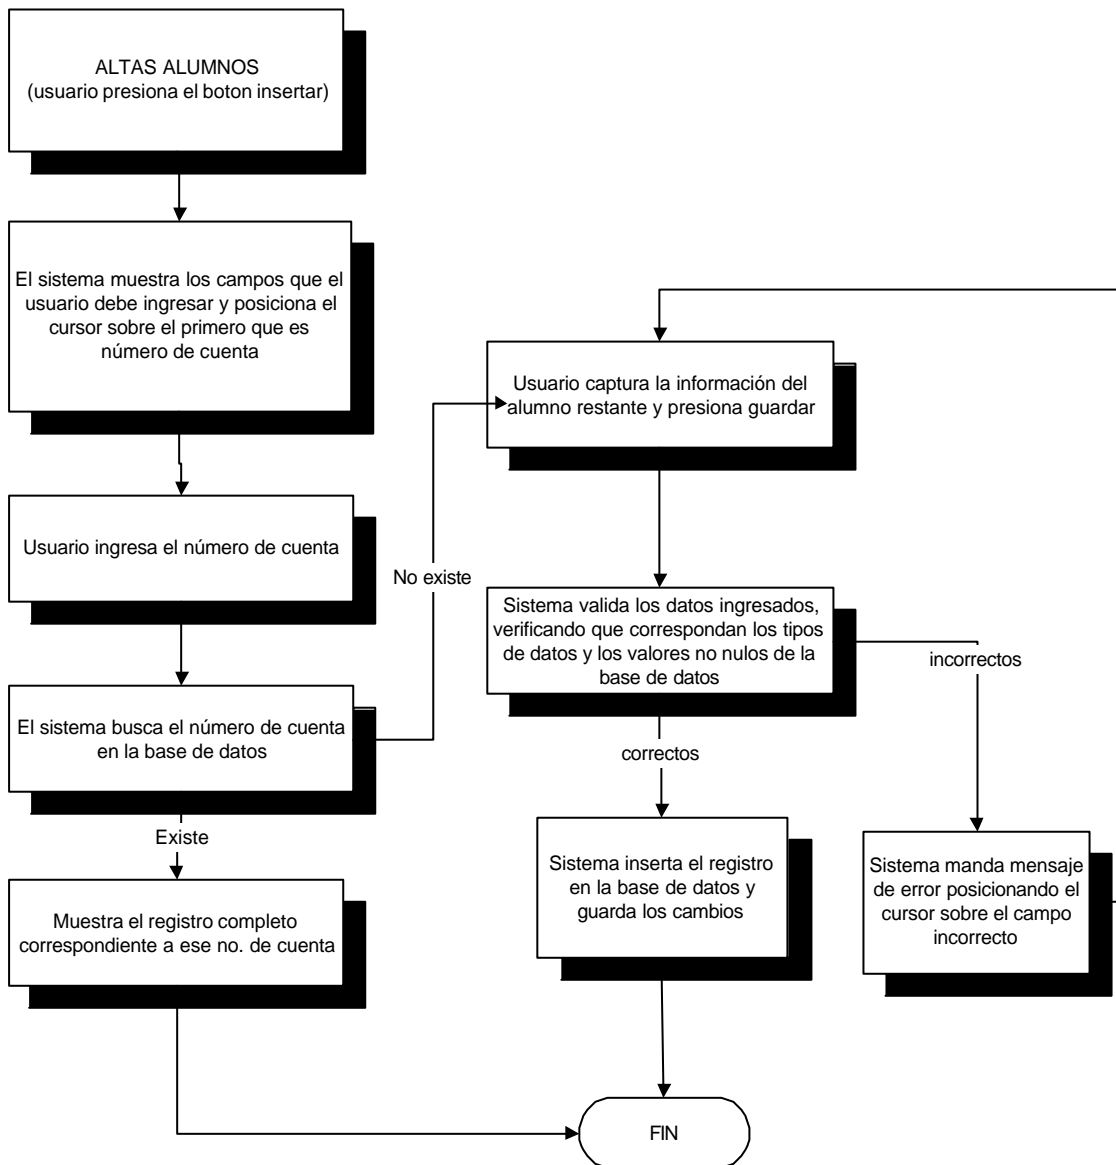 ALTAS ALUMNOS
(usuario presiona el boton insertar)
El sistema muestra los campos que el
usuario debe ingresar y posiciona el
cursor sobre el primero que es
número de cuenta
Usuario ingresa el número de cuenta
El sistema busca el número de cuenta
en la base de datos
Existe
Muestra el registro completo
correspondiente a ese no. de cuenta
No existe
Usuario captura la información del
alumno restante y presiona guardar
Sistema valida los datos ingresados,
verificando que correspondan los tipos
de datos y los valores no nulos de la
base de datos
correctos
incorrectos
Sistema inserta el registro
en la base de datos y
guarda los cambios
Sistema manda mensaje
de error posicionando el
cursor sobre el campo
incorrecto
FIN